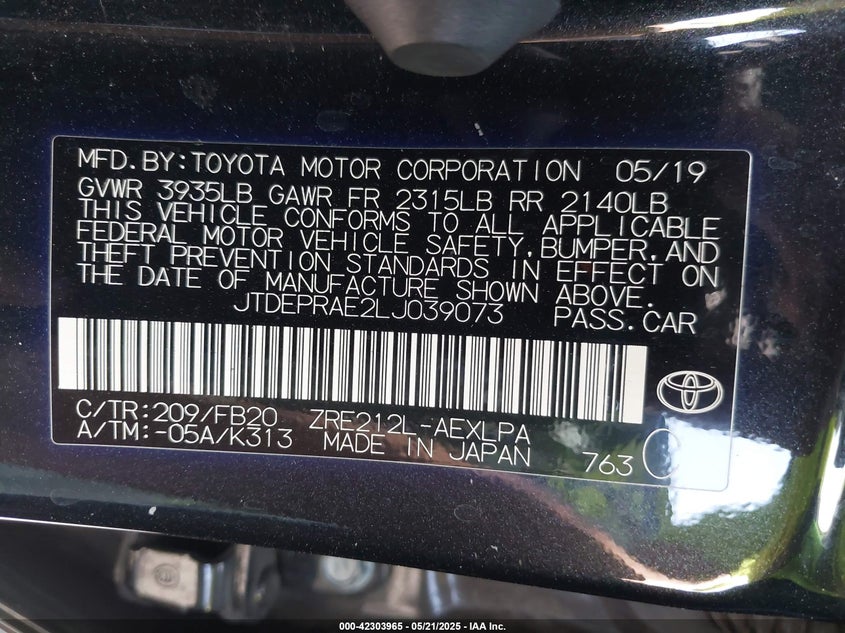 MFD.BY:TOYOTA MOTOR CORPORATION 05/19
GVWR 3935LB GAWR FR 2315LB RR 2140LB
THIS VEHICLE CONFORMS TO ALL APPLICABLE
FEDERAL MOTOR VEHICLE SAFETY,BUMPER,AND
THEFT PREVENTION STANDARDS IN EFFECT ON
THE DATE OF MANUFACTURE SHOWN ABOVE.
JTDEPRAE2LJ039073 PASS.CAR
C/TR:209/FB20 ZRE212L-AEXLPA
A/TM:-05A/K313 MADE IN JAPAN 763
000-42303965 - 05/21/2025 - IAA Inc.